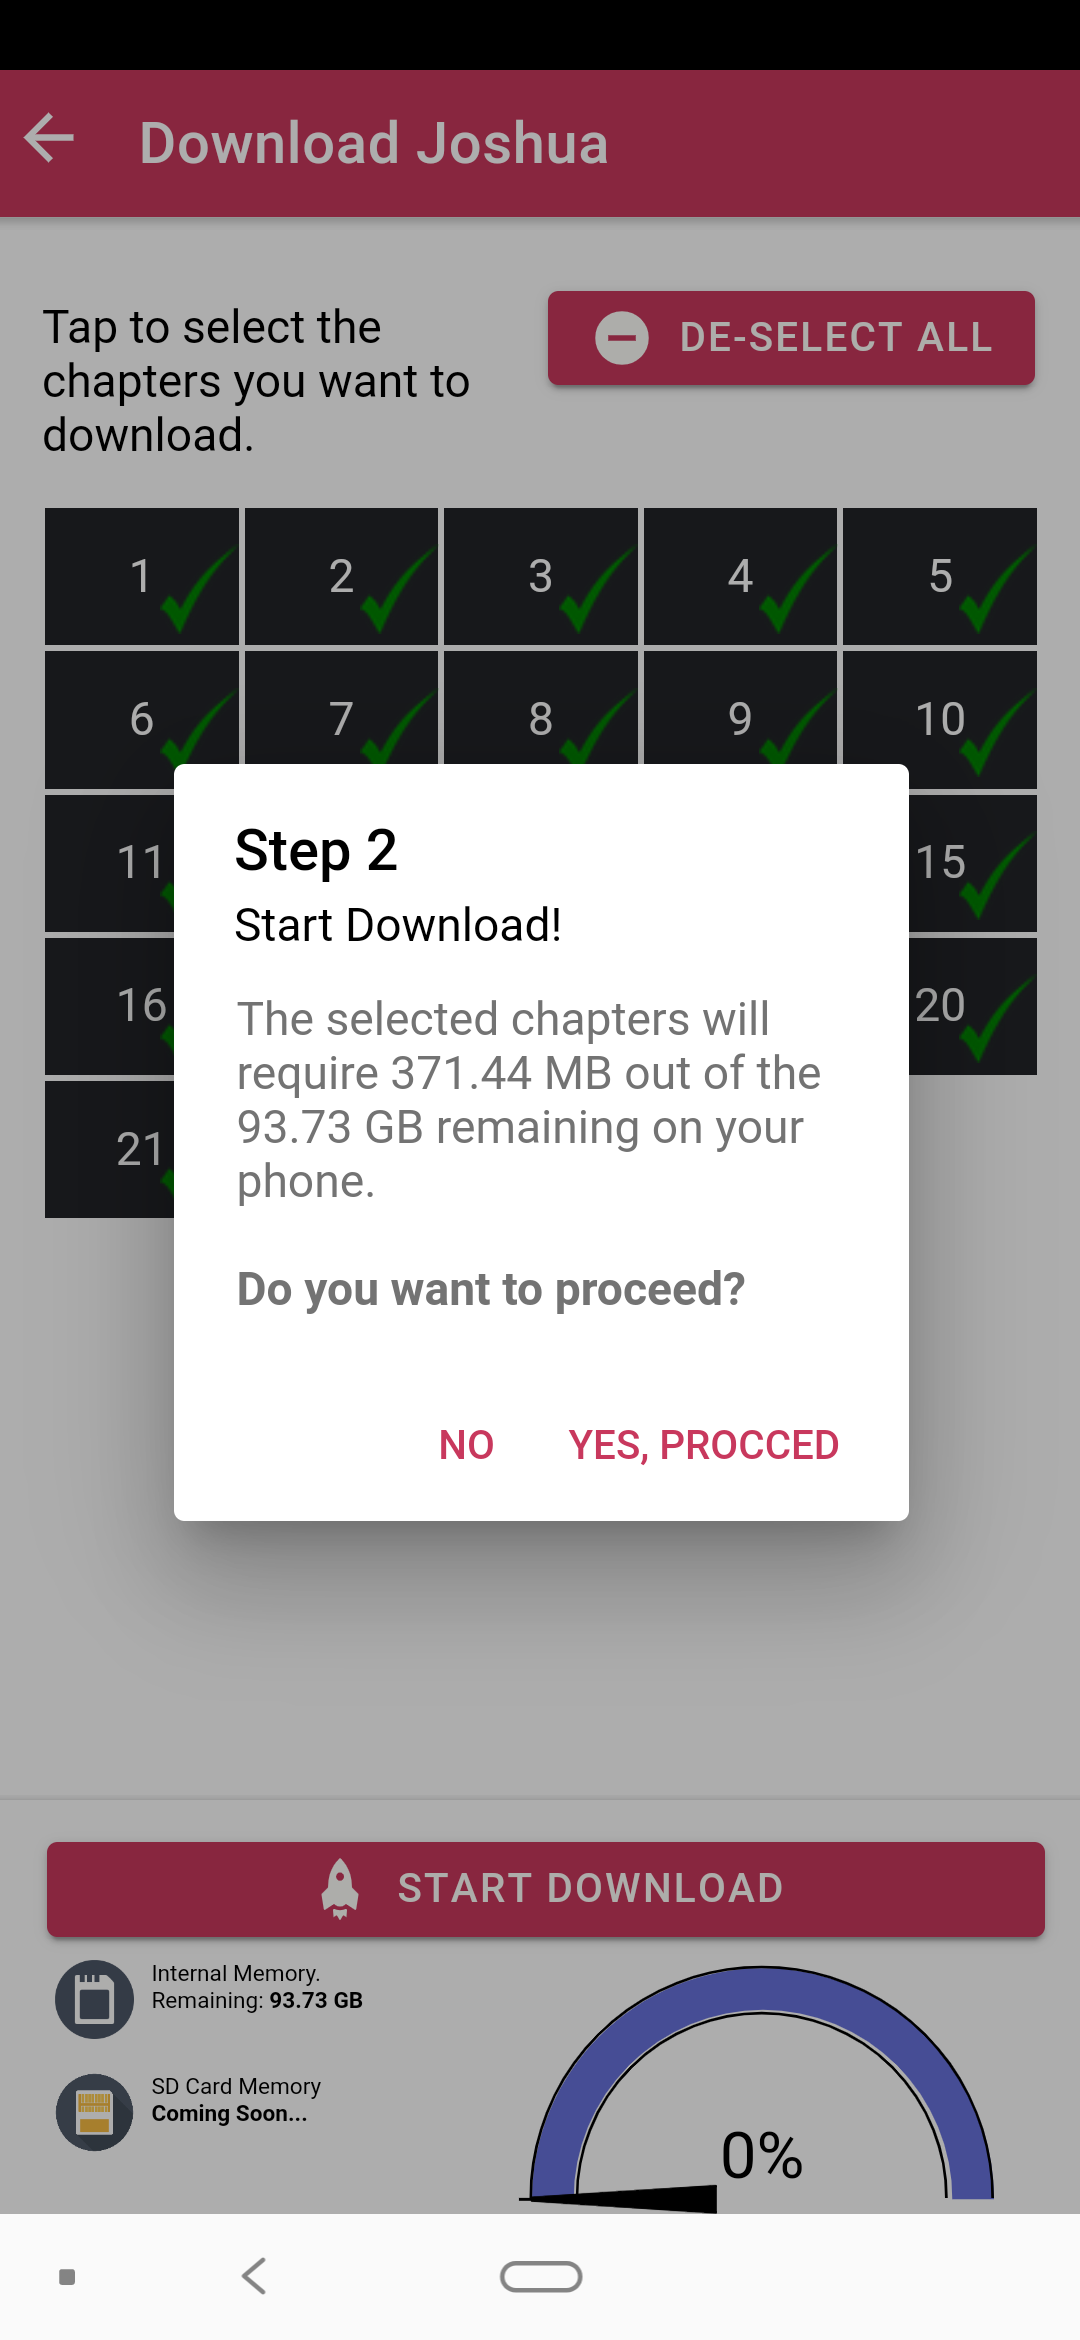 Download Joshua
Tap to select the
chapters you want to
download.
DE-SELECT ALL
1 2 3 4 5
6 7 8 9 10
11 15
16 20
21
Step 2
Start Download!
The selected chapters will
require 371.44 MB out of the
93.73 GB remaining on your
phone.
Do you want to proceed?
NO YES, PROCCED
START DOWNLOAD
Internal Memory.
Remaining: 93.73 GB
SD Card Memory
Coming Soon...
0%